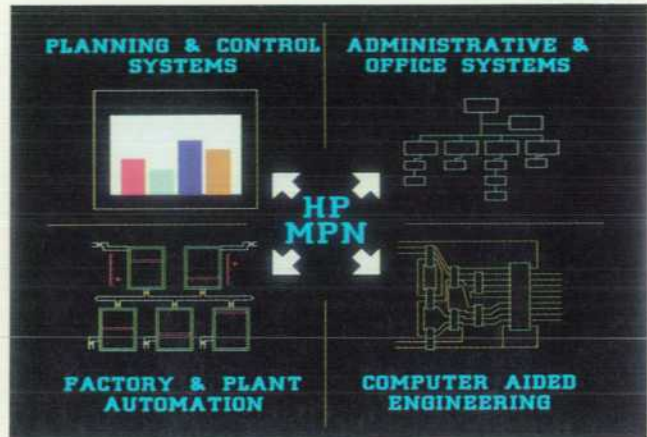 PLANNING & CONTROL
SYSTEMS
ADMINISTRATIVE &
OFFICE SYSTEMS
HP
MPN
FACTORY & PLANT
AUTOMATION
COMPUTER AIDED
ENGINEERING